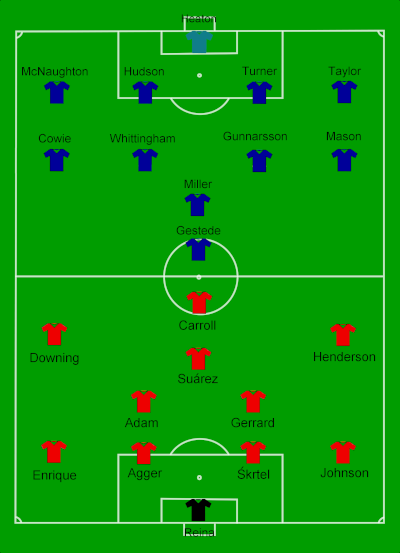 Heaton
McNaughton Hudson Turner Taylor
Cowie Whittingham Gunnarsson Mason
Miller
Gestede
Carroll
Downing Henderson
Suárez
Adam Gerrard
Enrique Agger Škrtel Johnson
Reina